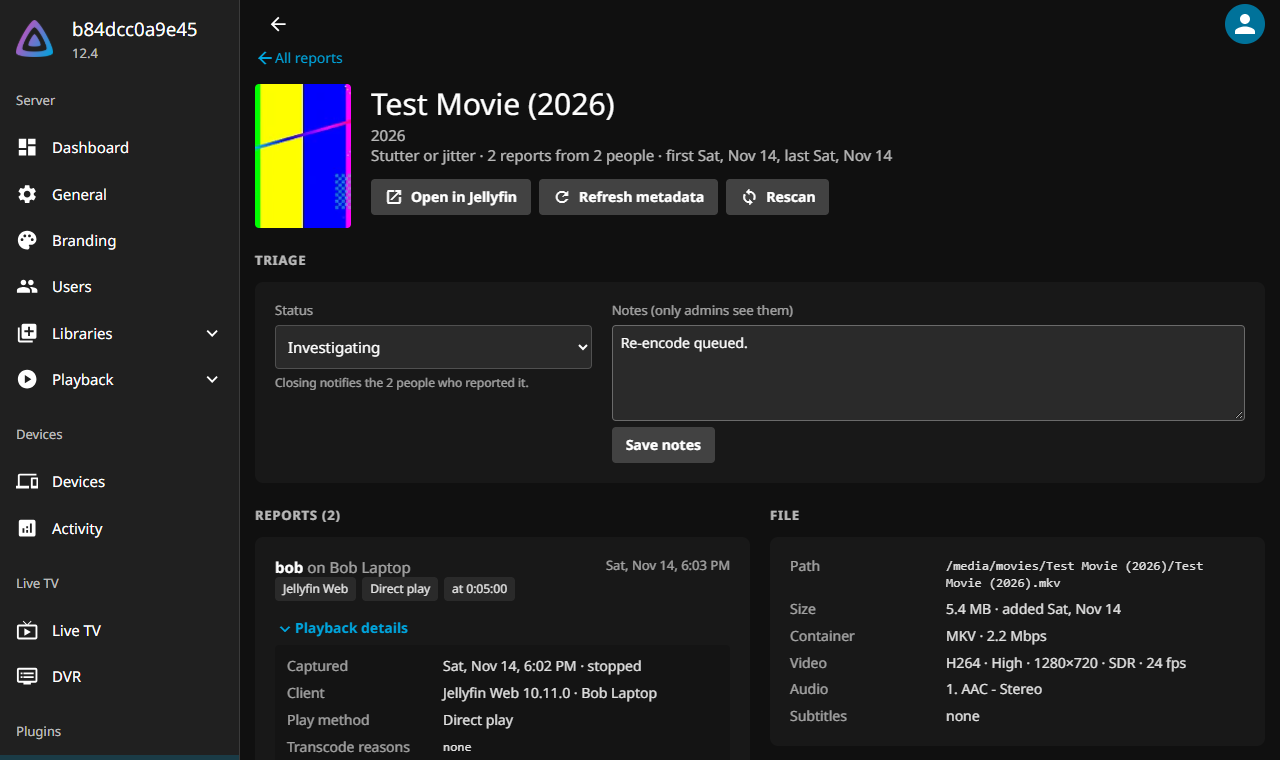 b84dcc0a9e45
12.4
Server
Dashboard
General
Branding
Users
Libraries
Playback
Devices
Devices
Activity
Live TV
Live TV
DVR
Plugins
All reports
Test Movie (2026)
2026
Stutter or jitter · 2 reports from 2 people · first Sat, Nov 14, last Sat, Nov 14
Open in Jellyfin Refresh metadata Rescan
TRIAGE
Status
Investigating
Closing notifies the 2 people who reported it.
Notes (only admins see them)
Re-encode queued.
Save notes
REPORTS (2)
bob on Bob Laptop Sat, Nov 14, 6:03 PM
Jellyfin Web Direct play at 0:05:00
Playback details
Captured Sat, Nov 14, 6:02 PM · stopped
Client Jellyfin Web 10.11.0 · Bob Laptop
Play method Direct play
Transcode reasons none
FILE
Path /media/movies/Test Movie (2026)/Test
Movie (2026).mkv
Size 5.4 MB · added Sat, Nov 14
Container MKV · 2.2 Mbps
Video H264 · High · 1280×720 · SDR · 24 fps
Audio 1. AAC - Stereo
Subtitles none